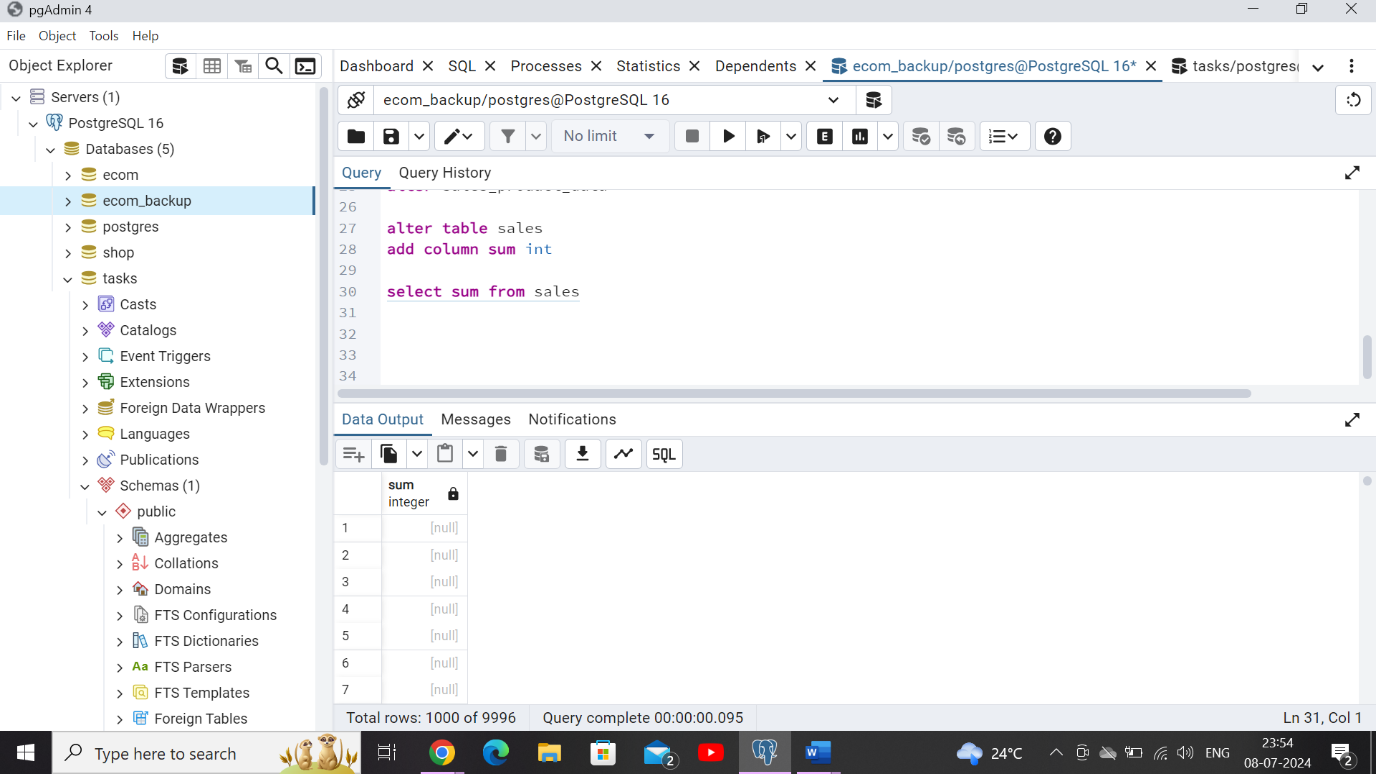 pgAdmin 4
File Object Tools Help
Object Explorer
Dashboard SQL Processes Statistics Dependents ecom_backup/postgres@PostgreSQL 16* tasks/postgres
Servers (1)
PostgreSQL 16
Databases (5)
ecom
ecom_backup
postgres
shop
tasks
Casts
Catalogs
Event Triggers
Extensions
Foreign Data Wrappers
Languages
Publications
Schemas (1)
public
Aggregates
Collations
Domains
FTS Configurations
FTS Dictionaries
Aa FTS Parsers
FTS Templates
Foreign Tables
ecom_backup/postgres@PostgreSQL 16
No limit
E
Query Query History
26
27 alter table sales
28 add column sum int
29
30 select sum from sales
31
32
33
34
Data Output Messages Notifications
SQL
sum
integer
1 [null]
2 [null]
3 [null]
4 [null]
5 [null]
6 [null]
7 [null]
Total rows: 1000 of 9996 Query complete 00:00:00.095 Ln 31, Col 1
Type here to search
2
24°C
ENG
23:54
08-07-2024
2